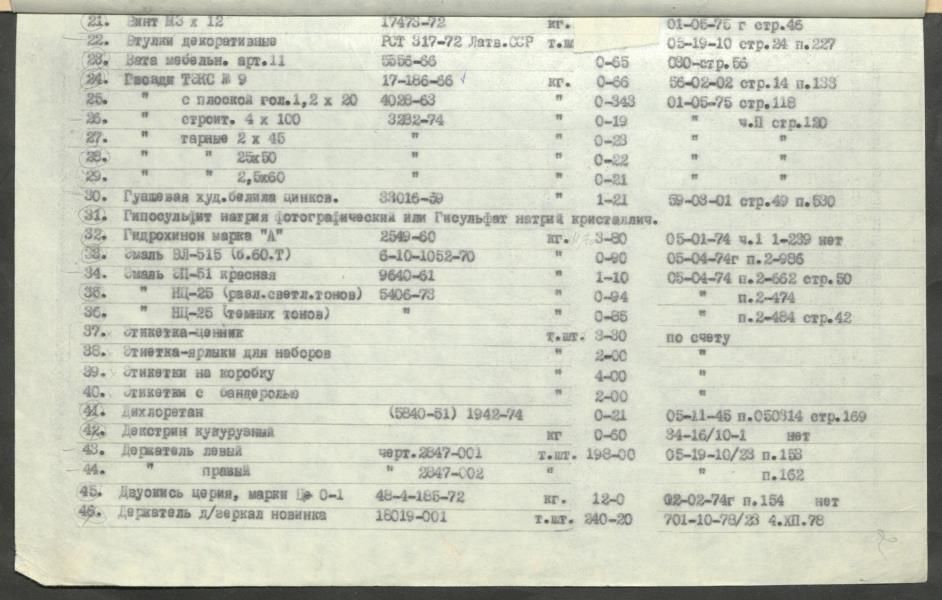 21. Винт М3 х 12 17473-72 кг. 01-05-75 г стр.46
22. Втулки декоративные РСТ 317-72 Латв.ССР т.ш 05-19-10 стр.24 п.227
23. Вата мебельн. арт.11 5556-66 0-65 030-стр.56
24. Гвозди ТЭКС № 9 17-186-66 кг. 0-66 56-02-02 стр.14 п.133
25. " с плоской гол.1,2 х 20 4028-63 " 0-343 01-05-75 стр.118
26. " строит. 4 х 100 3282-74 " 0-19 " ч.П стр.120
27. " тарные 2 х 45 " " 0-23 " "
28. " " 25х50 " " 0-22 " "
29. " " 2,5х60 " " 0-21 " "
30. Гуашевая худ.белила цинков. 33016-59 " 1-21 59-03-01 стр.49 п.530
31. Гипосульфит натрия фотографический или Гисульфат натрий кристаллич.
32. Гидрохинон марка "А" 2549-60 кг. 3-80 05-01-74 ч.1 1-239 нет
33. Эмаль ВЛ-515 (б.60.Т) 6-10-1052-70 " 0-90 05-04-74г п.2-986
34. Эмаль ЭП-51 красная 9640-61 " 1-10 05-04-74 п.2-662 стр.50
35. " НЦ-25 (разл.светл.тонов) 5406-73 " 0-94 " п.2-474
36. " НЦ-25 (темных тонов) " " 0-85 " п.2-484 стр.42
37. Этикетка-ценник т.шт. 3-30 по счету
38. Этиетка-ярлыки для наборов " 2-00 "
39. Этикетки на коробку " 4-00 "
40. Этикетки с бандеролью " 2-00 "
41. Дихлоретан (5840-51) 1942-74 0-21 05-11-45 п.050314 стр.169
42. Декстрин кукурузный кг 0-60 34-16/10-1 нет
43. Держатель левый черт.2847-001 т.шт. 198-00 05-19-10/23 п.153
44. " правый " 2847-002 " " " п.162
45. Двуокись церия, марки Це 0-1 48-4-185-72 кг. 12-0 02-02-74г п.154 нет
46. Держатель д/зеркал новинка 18019-001 т.шт. 240-20 701-10-78/23 4.ХП.78